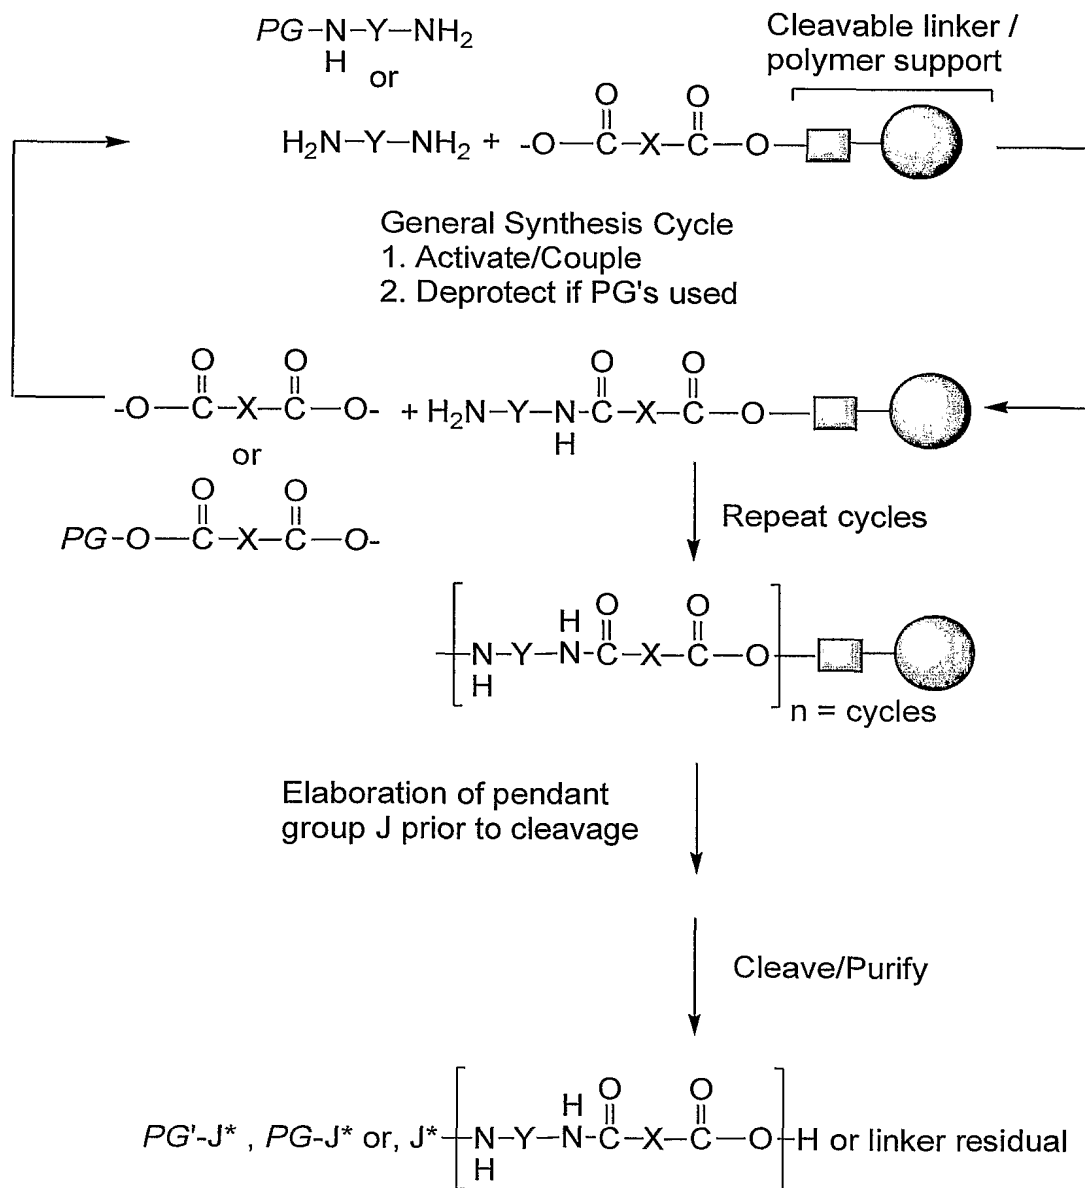 PG-N-Y-NH2
H
or
Cleavable linker /
polymer support
O O
H2N-Y-NH2 + -O-C-X-C-O
General Synthesis Cycle
1. Activate/Couple
2. Deprotect if PG's used
O O O O
-O-C-X-C-O- + H2N-Y-N-C-X-C-O
H
or
O O
PG-O-C-X-C-O-
Repeat cycles
H O O
N-Y-N-C-X-C-O
H
n = cycles
Elaboration of pendant
group J prior to cleavage
Cleave/Purify
H O O
PG'-J* , PG-J* or, J*-N-Y-N-C-X-C-O-H or linker residual
H